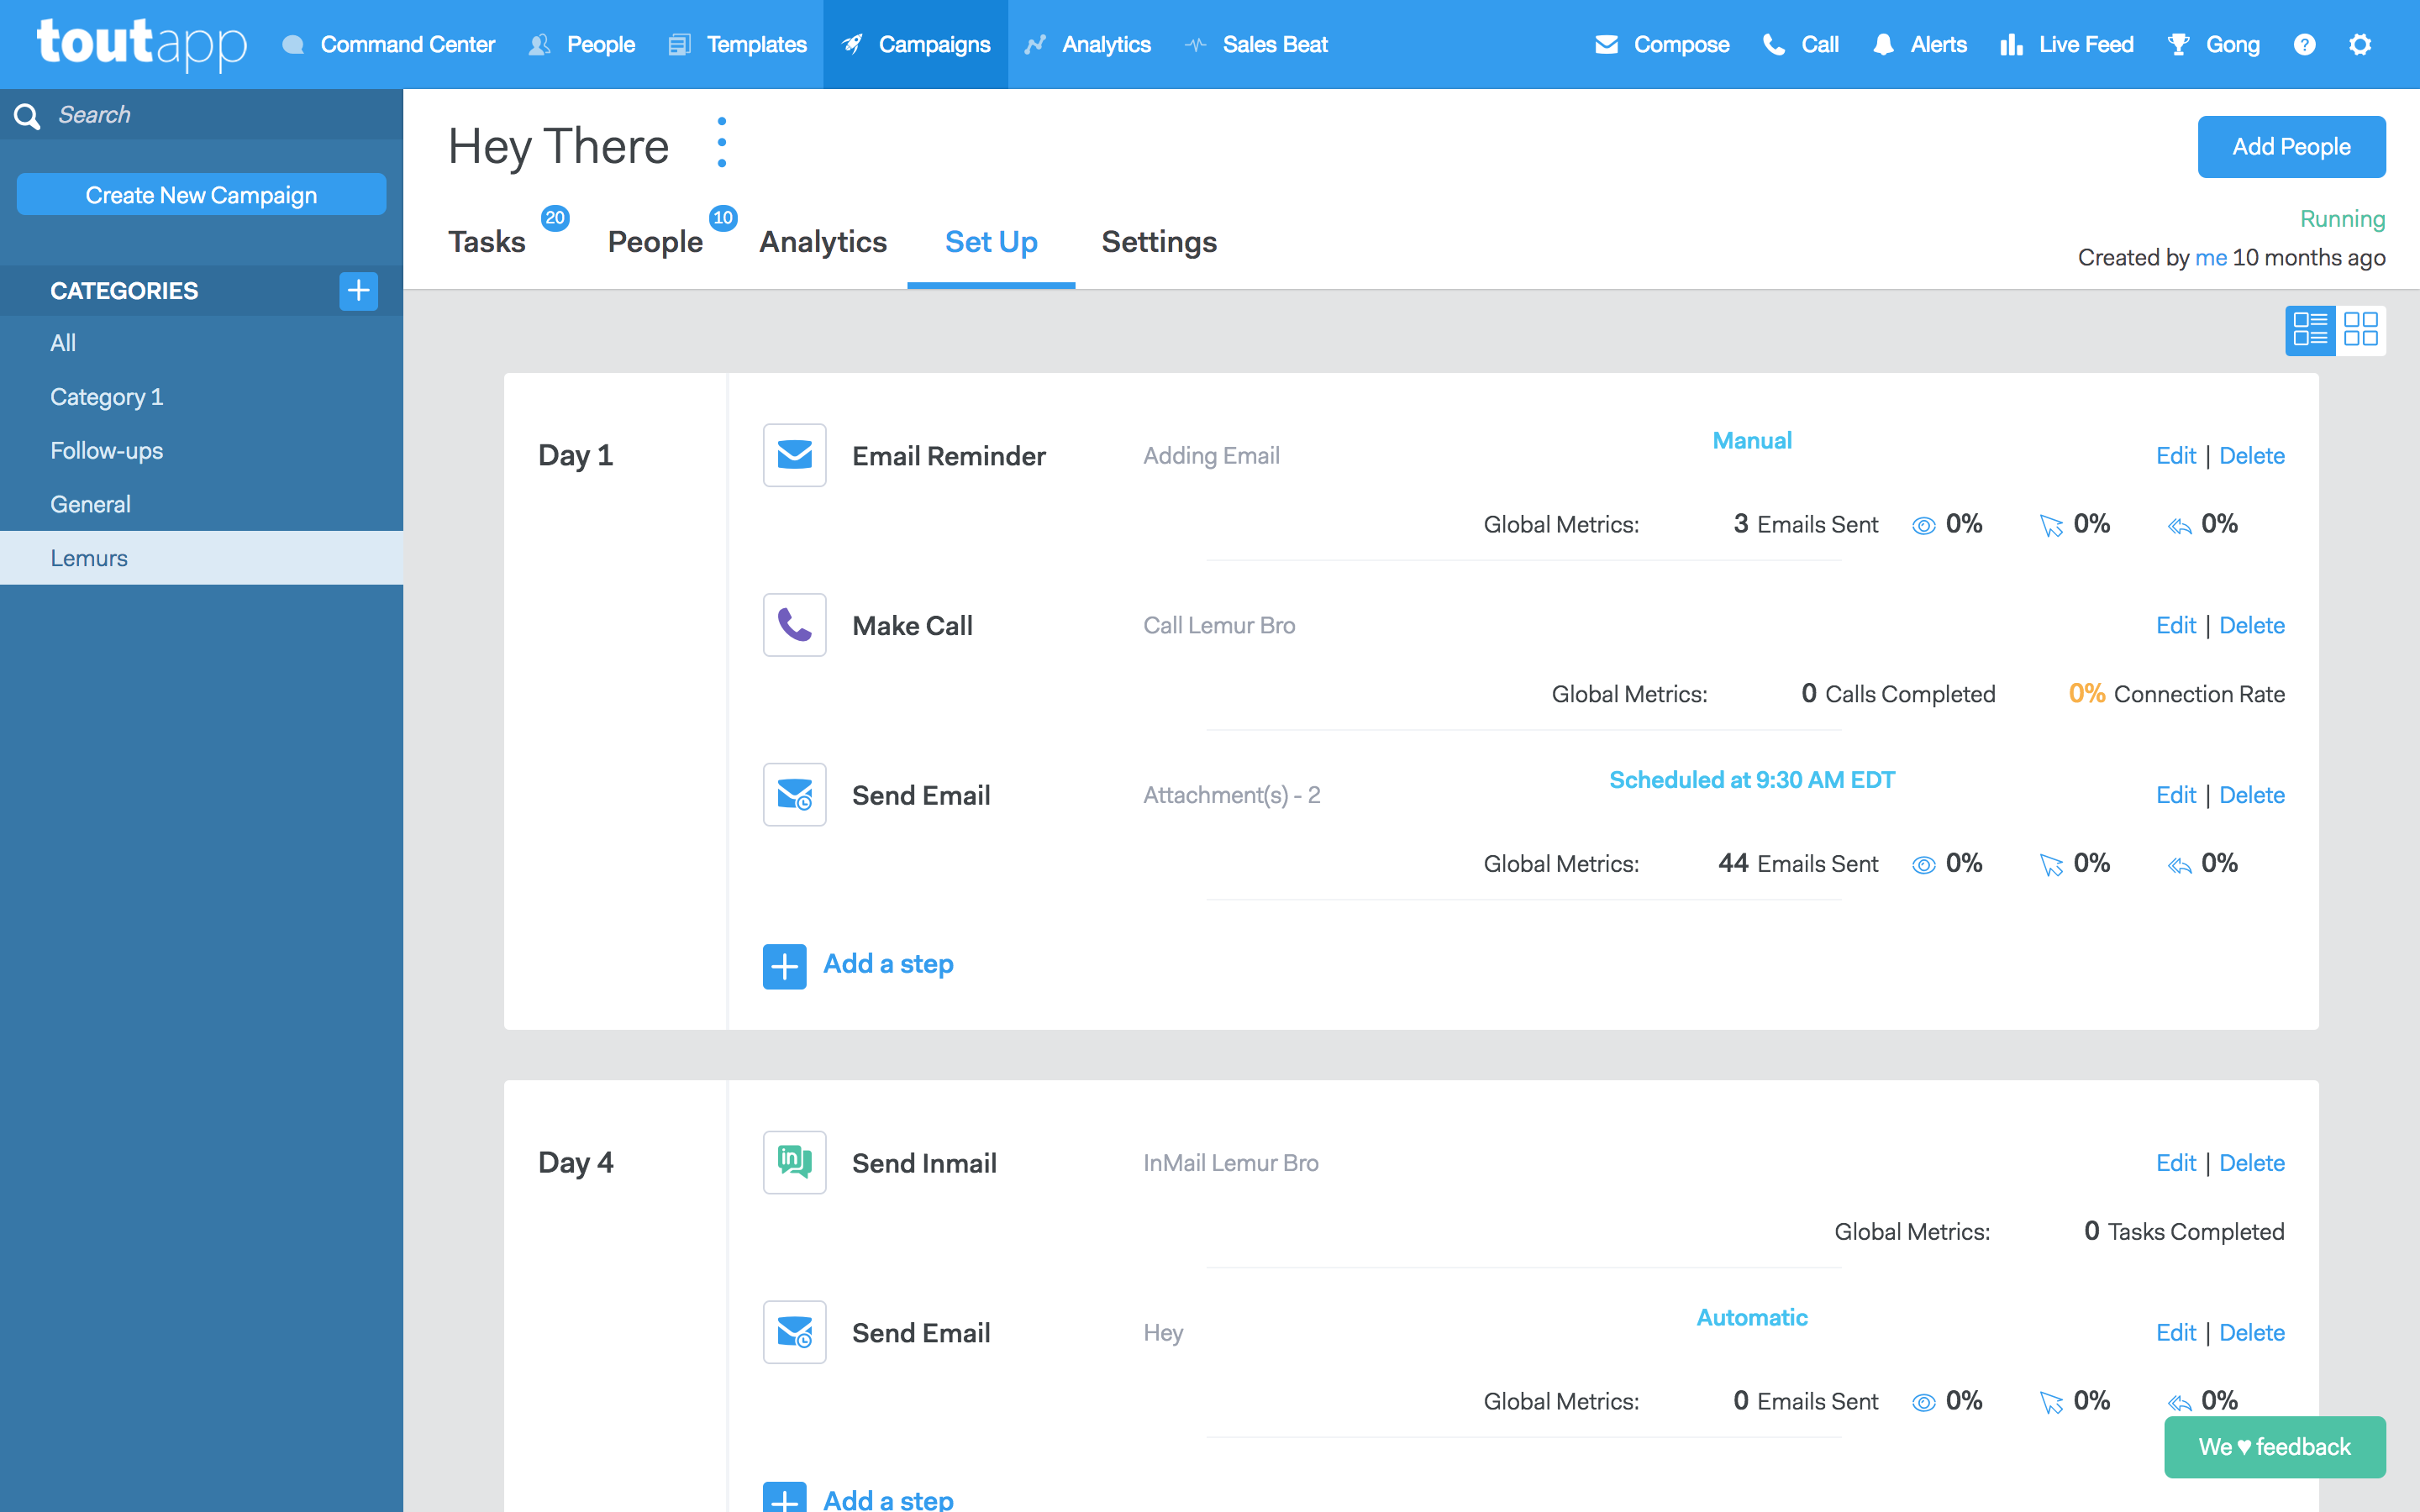 toutapp Command Center People Templates Campaigns Analytics Sales Beat Compose Call Alerts Live Feed Gong ?
Search
Create New Campaign
CATEGORIES
All
Category 1
Follow-ups
General
Lemurs
Hey There
Add People
Tasks 20 People 10 Analytics Set Up Settings
Running
Created by me 10 months ago
Day 1
Email Reminder Adding Email Manual Edit | Delete
Global Metrics: 3 Emails Sent 0% 0% 0%
Make Call Call Lemur Bro Edit | Delete
Global Metrics: 0 Calls Completed 0% Connection Rate
Send Email Attachment(s) - 2 Scheduled at 9:30 AM EDT Edit | Delete
Global Metrics: 44 Emails Sent 0% 0% 0%
Add a step
Day 4
Send Inmail InMail Lemur Bro Edit | Delete
in
Global Metrics: 0 Tasks Completed
Send Email Hey Automatic Edit | Delete
Global Metrics: 0 Emails Sent 0% 0% 0%
We ♥ feedback
Add a step